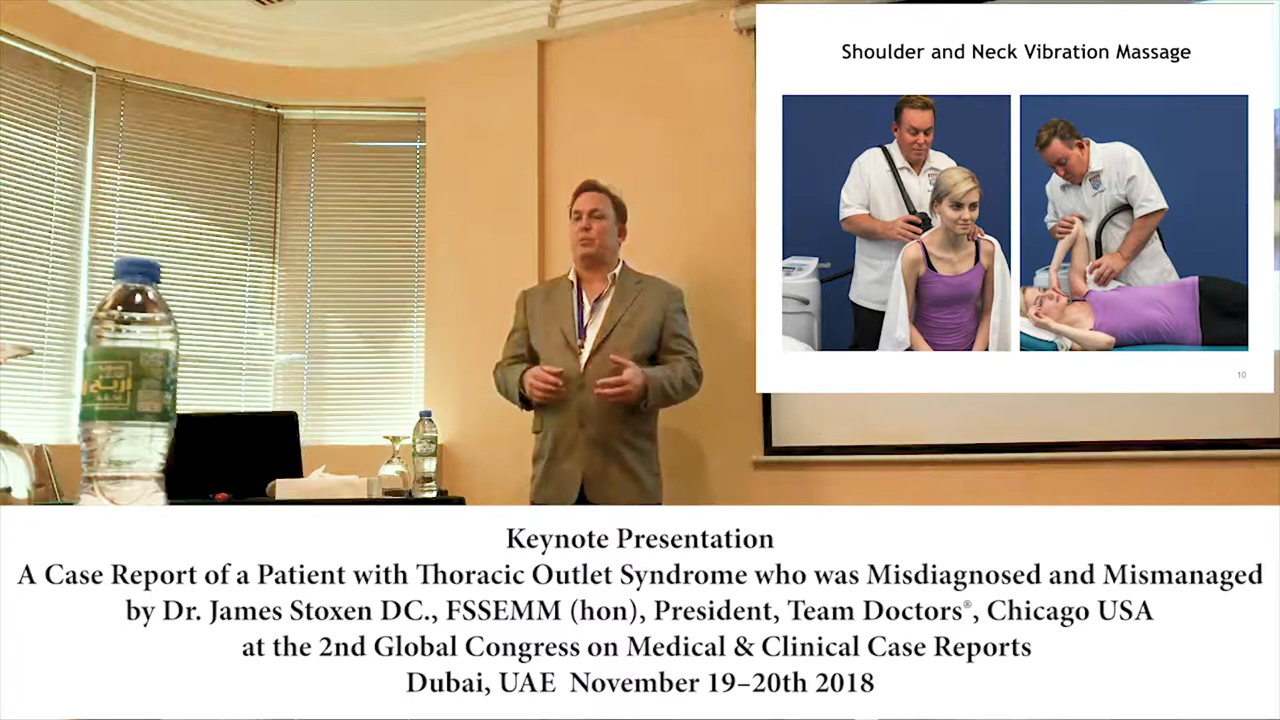 Shoulder and Neck Vibration Massage
10
Keynote Presentation
A Case Report of a Patient with Thoracic Outlet Syndrome who was Misdiagnosed and Mismanaged
by Dr. James Stoxen DC., FSSEMM (hon), President, Team Doctors®, Chicago USA
at the 2nd Global Congress on Medical & Clinical Case Reports
Dubai, UAE November 19–20th 2018